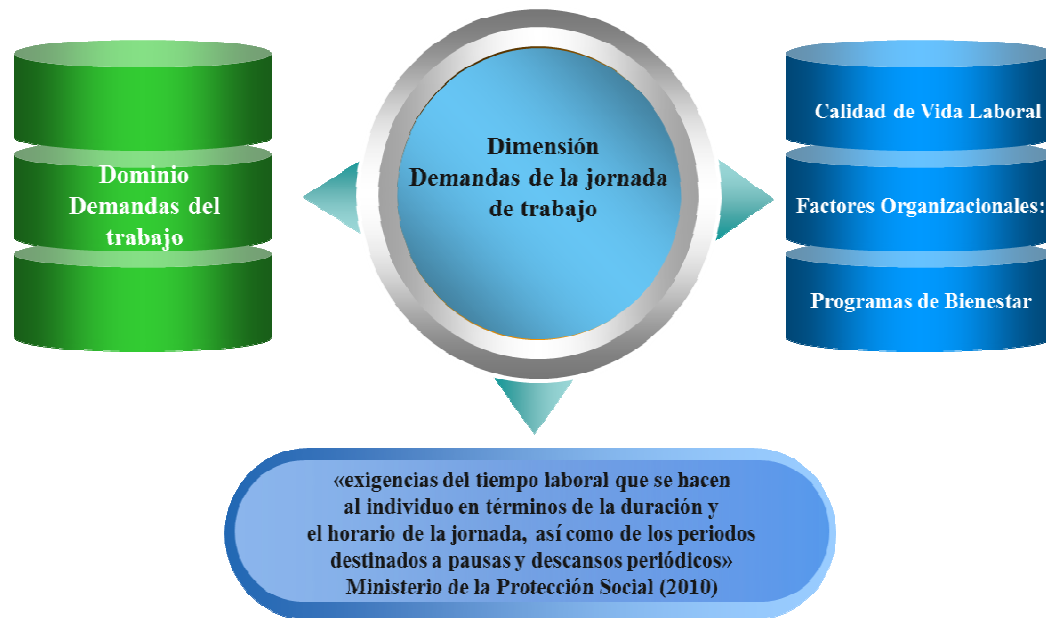 Dominio
Demandas del
trabajo
Dimensión
Demandas de la jornada
de trabajo
Calidad de Vida Laboral
Factores Organizacionales:
Programas de Bienestar
«exigencias del tiempo laboral que se hacen
al individuo en términos de la duración y
el horario de la jornada, así como de los periodos
destinados a pausas y descansos periódicos»
Ministerio de la Protección Social (2010)